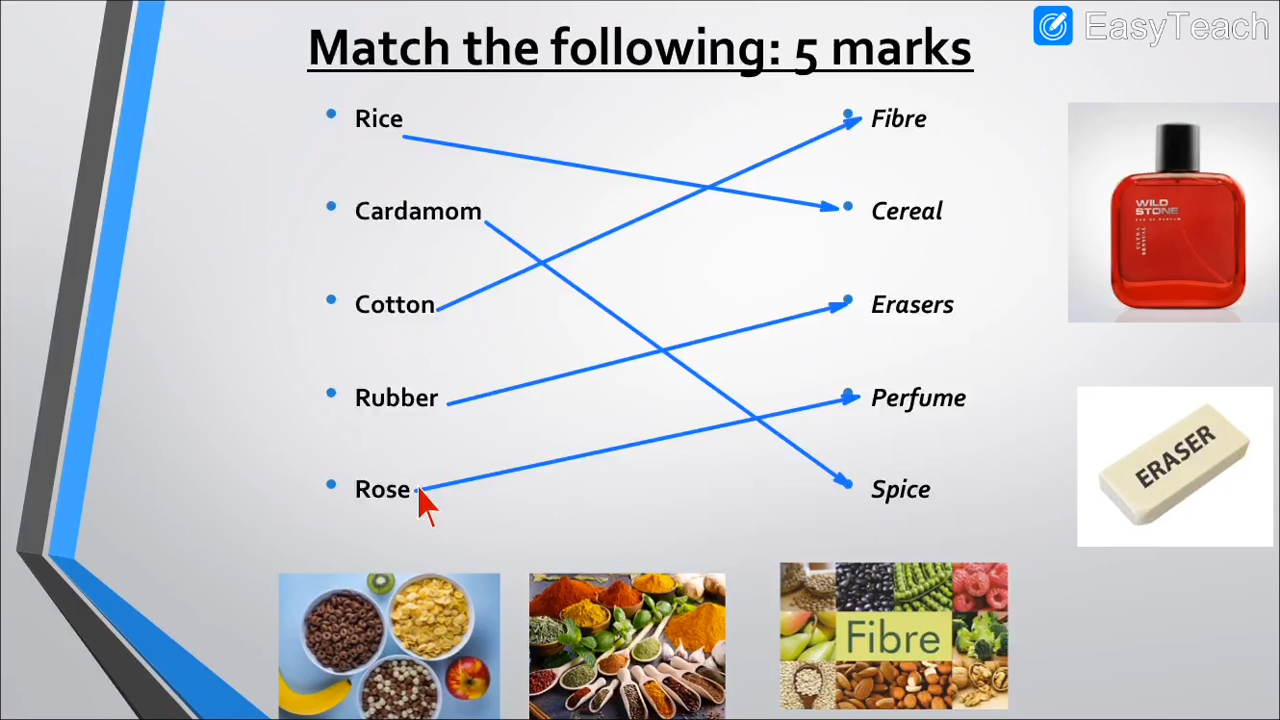 EasyTeach
Match the following: 5 marks
Rice
Fibre
Cardamom
Cereal
Cotton
Erasers
Rubber
Perfume
Rose
Spice
WILD
STONE
ERASER
Fibre